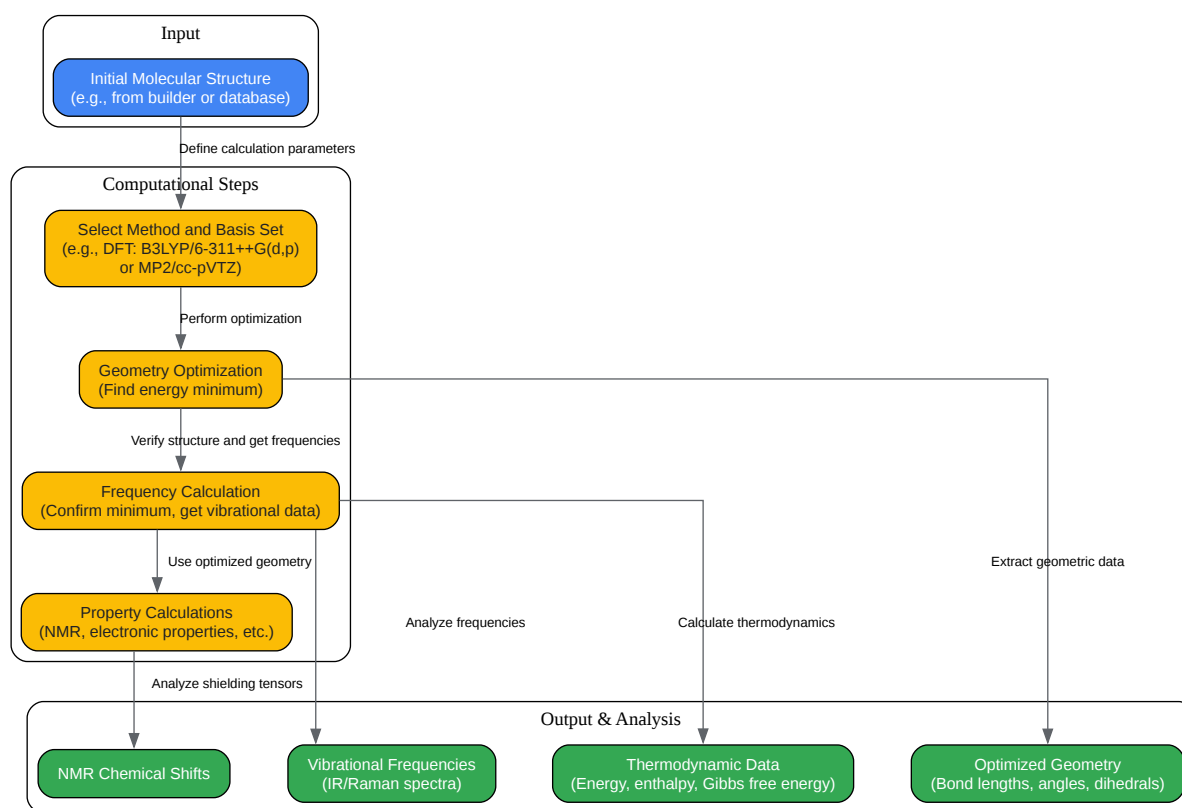 Input
Initial Molecular Structure
(e.g., from builder or database)
Define calculation parameters
Computational Steps
Select Method and Basis Set
(e.g., DFT: B3LYP/6-311++G(d,p)
or MP2/cc-pVTZ)
Perform optimization
Geometry Optimization
(Find energy minimum)
Verify structure and get frequencies
Frequency Calculation
(Confirm minimum, get vibrational data)
Use optimized geometry
Extract geometric data
Property Calculations
(NMR, electronic properties, etc.)
Analyze frequencies
Calculate thermodynamics
Analyze shielding tensors
Output & Analysis
NMR Chemical Shifts
Vibrational Frequencies
(IR/Raman spectra)
Thermodynamic Data
(Energy, enthalpy, Gibbs free energy)
Optimized Geometry
(Bond lengths, angles, dihedrals)